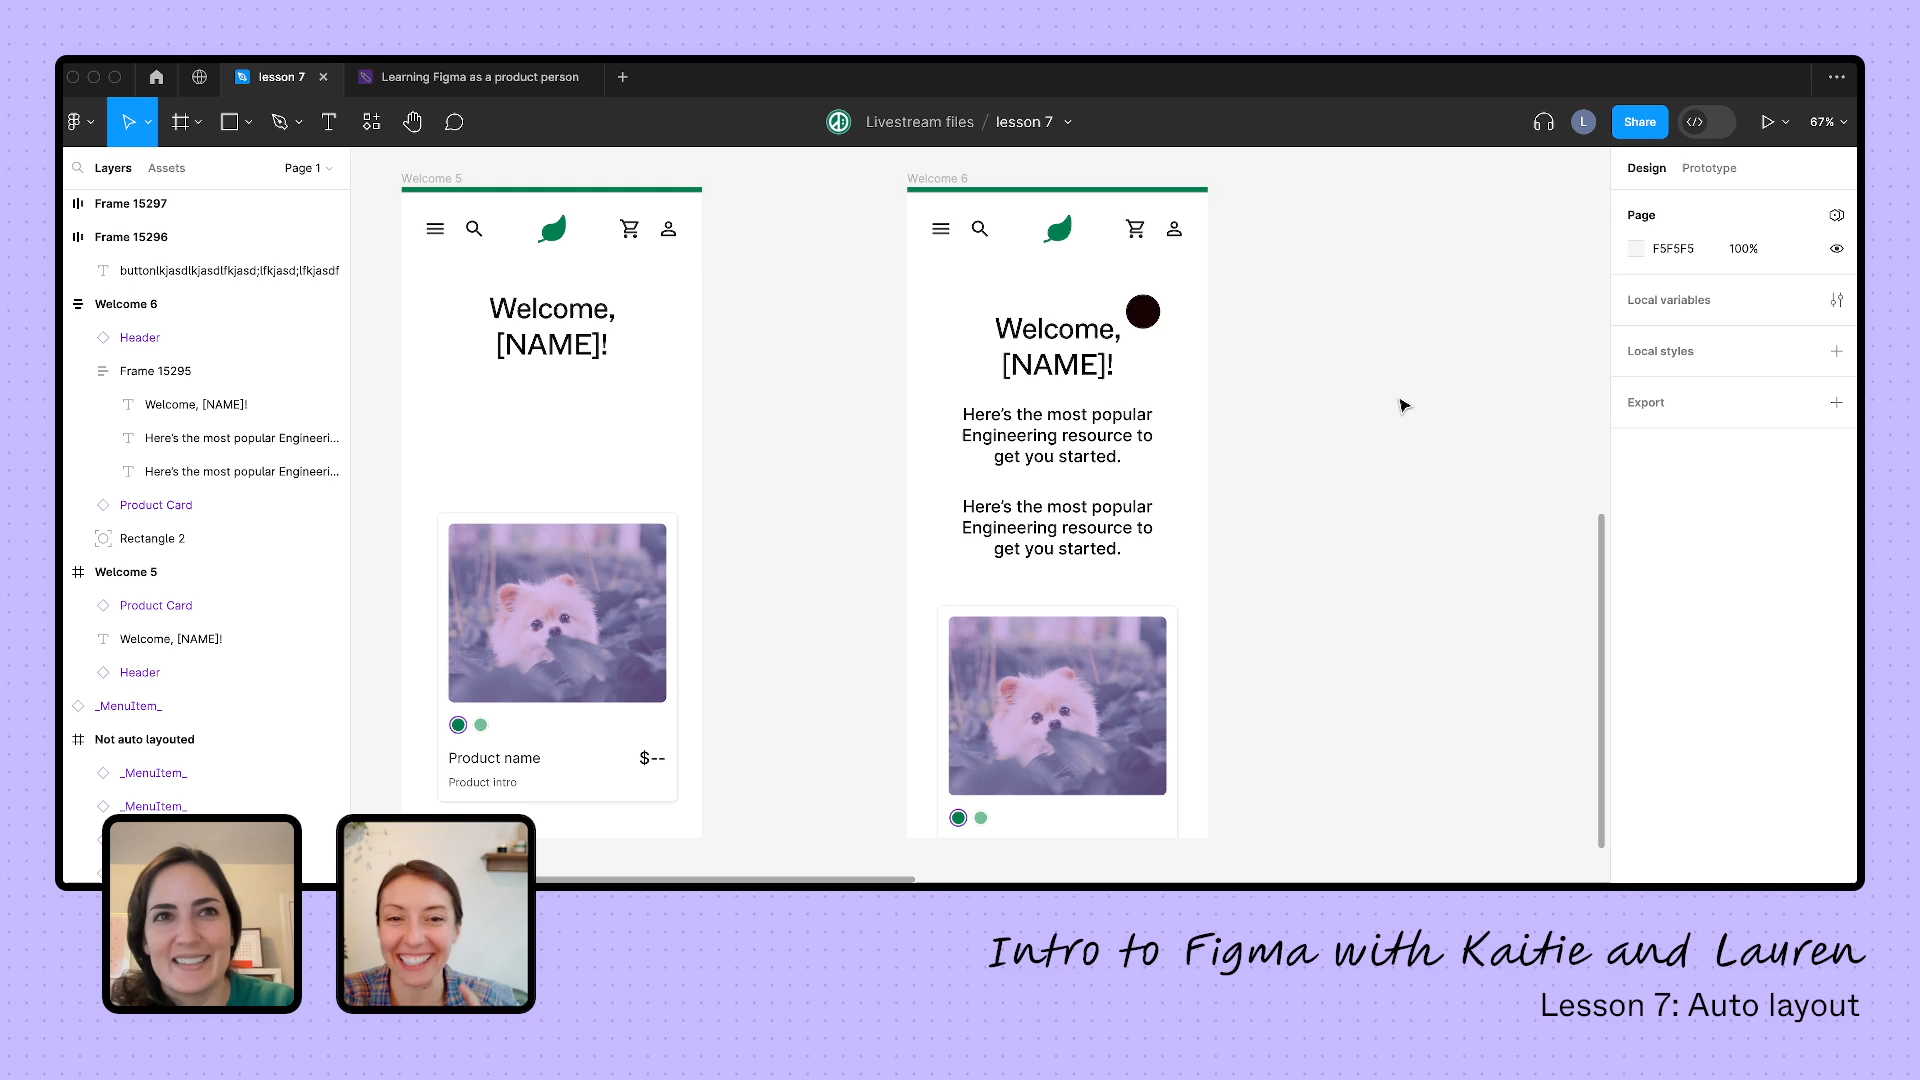 lesson 7
Learning Figma as a product person
Livestream files / lesson 7
L
Share
67%
Layers
Assets
Page 1
Frame 15297
Frame 15296
buttonlkjasdlkjasdlfkjasd;lfkjasd;lfkjasdf
Welcome 6
Header
Frame 15295
Welcome, [NAME]!
Here's the most popular Engineeri...
Here's the most popular Engineeri...
Product Card
Rectangle 2
Welcome 5
Product Card
Welcome, [NAME]!
Header
_MenuItem_
Not auto layouted
_MenuItem_
_MenuItem_
Welcome 5
Welcome,
[NAME]!
Product name
$--
Product intro
Welcome 6
Welcome,
[NAME]!
Here’s the most popular
Engineering resource to
get you started.
Here’s the most popular
Engineering resource to
get you started.
Design
Prototype
Page
F5F5F5
100%
Local variables
Local styles
Export
Intro to Figma with Kaitie and Lauren
Lesson 7: Auto layout